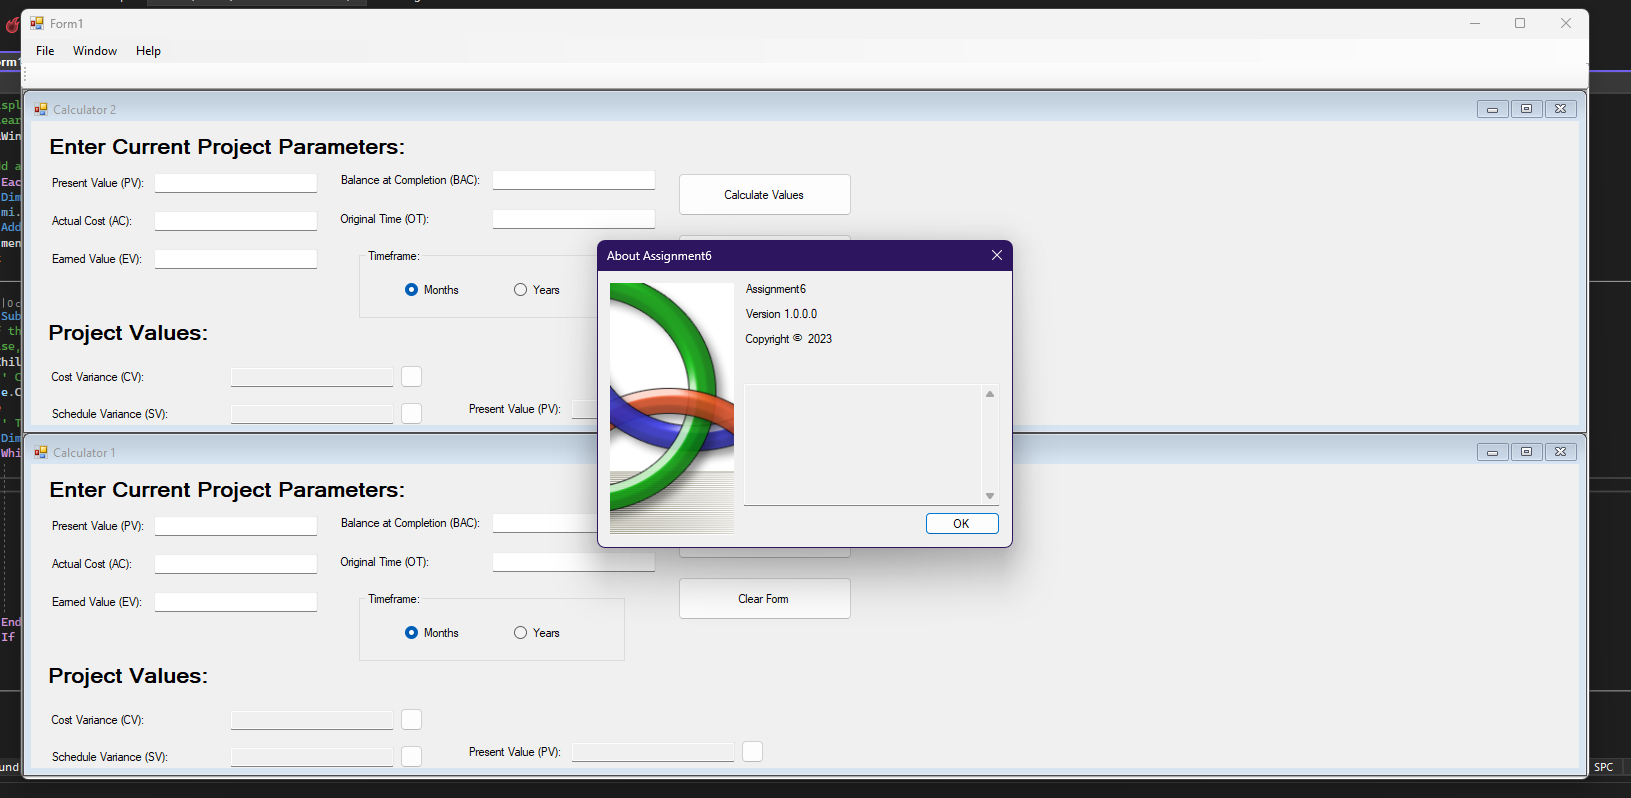 Form1
File Window Help
Calculator 2
Enter Current Project Parameters:
Present Value (PV):
Balance at Completion (BAC):
Calculate Values
Actual Cost (AC):
Original Time (OT):
Earned Value (EV):
Timeframe:
Months
Years
Project Values:
Cost Variance (CV):
Schedule Variance (SV):
Present Value (PV):
About Assignment6
Assignment6
Version 1.0.0.0
Copyright © 2023
OK
Calculator 1
Enter Current Project Parameters:
Present Value (PV):
Balance at Completion (BAC):
Actual Cost (AC):
Original Time (OT):
Earned Value (EV):
Timeframe:
Months
Years
Clear Form
Project Values:
Cost Variance (CV):
Schedule Variance (SV):
Present Value (PV):
Dim
End
If
SPC